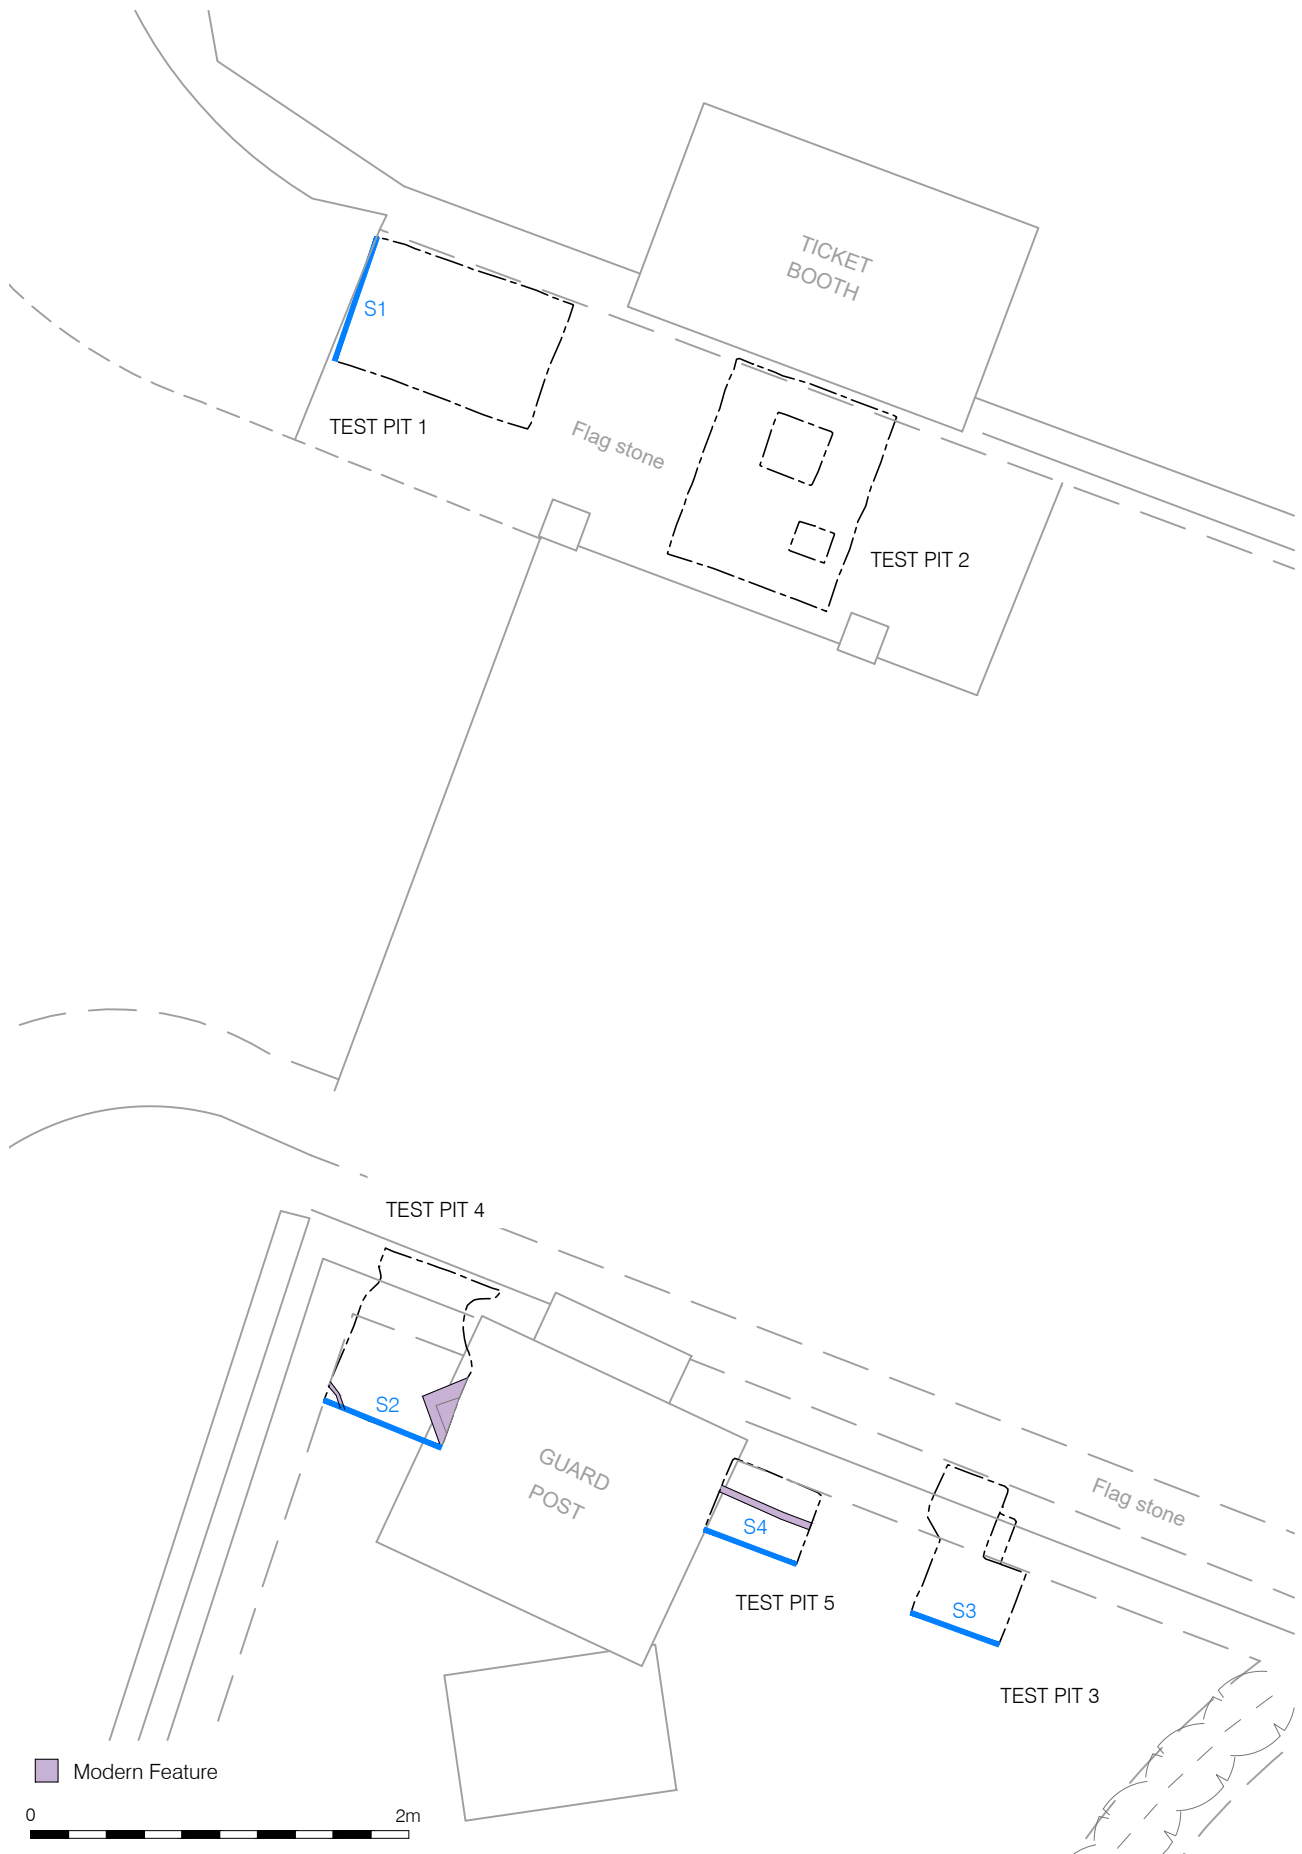 TICKET
BOOTH
S1
TEST PIT 1
Flag stone
TEST PIT 2
TEST PIT 4
S2
GUARD
POST
Flag stone
S4
TEST PIT 5
S3
TEST PIT 3
Modern Feature
0 2m